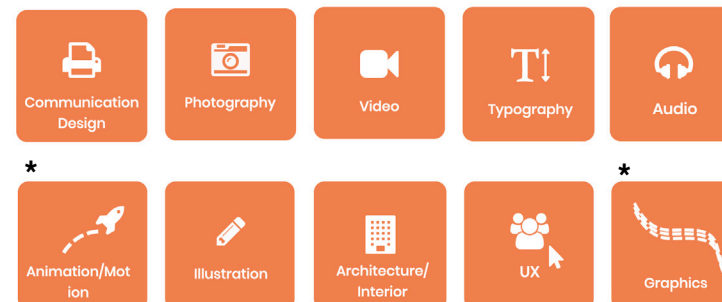 Communication
Design
Photography
Video
T
Typography
Audio
*
*
Animation/Mot
ion
Illustration
Architecture/
Interior
UX
Graphics